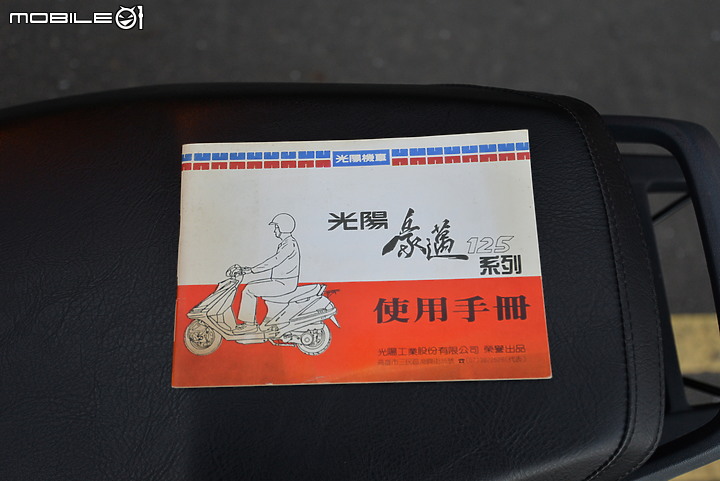 MOBILE01
光陽機車
光陽 豪邁 125
系列
使用手冊
光陽工業股份有限公司 榮譽出品